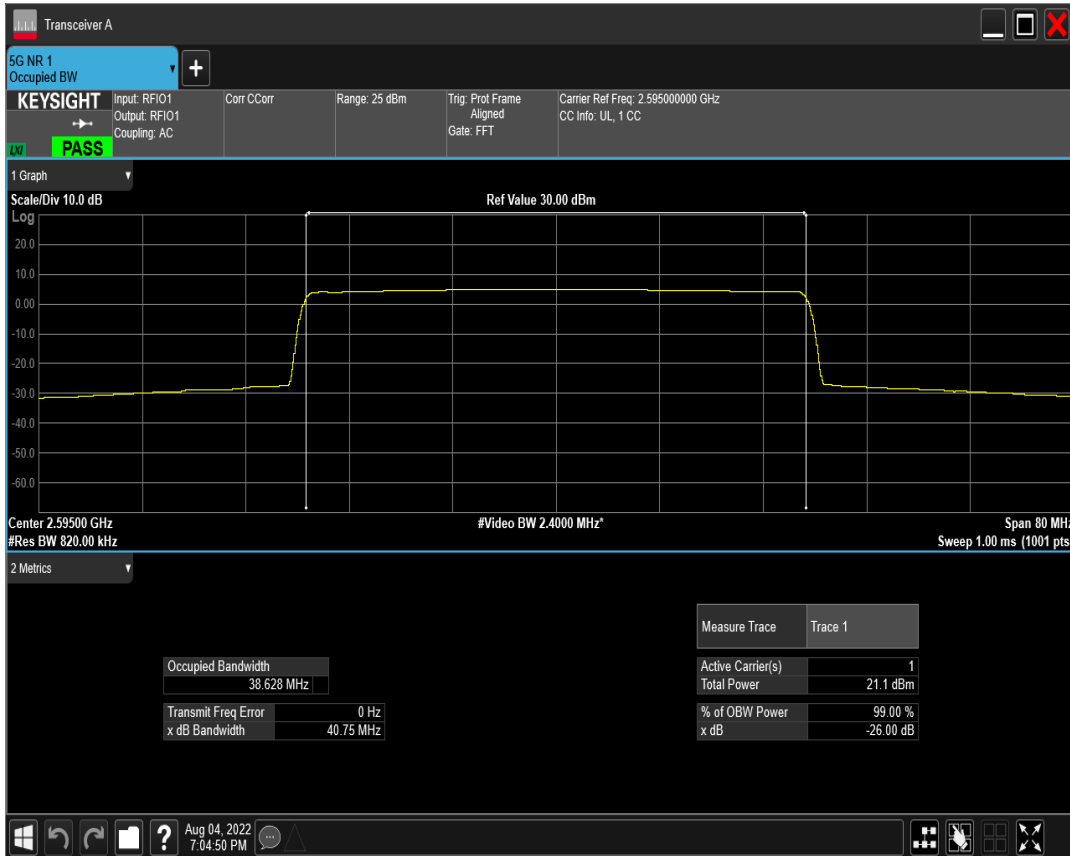 Transceiver A
5G NR 1
Occupied BW
KEYSIGHT
Input: RFIO1
Output: RFIO1
Coupling: AC
LXI
PASS
Corr CCorr
Range: 25 dBm
Trig: Prot Frame
Aligned
Gate: FFT
Carrier Ref Freq: 2.595000000 GHz
CC Info: UL, 1 CC
1 Graph
Scale/Div 10.0 dB
Ref Value 30.00 dBm
Log
20.0
10.0
0.00
-10.0
-20.0
-30.0
-40.0
-50.0
-60.0
Center 2.59500 GHz
#Video BW 2.4000 MHz*
Span 80 MHz
#Res BW 820.00 kHz
Sweep 1.00 ms (1001 pts
2 Metrics
Measure Trace Trace 1
Occupied Bandwidth
38.628 MHz
Active Carrier(s) 1
Total Power 21.1 dBm
Transmit Freq Error 0 Hz
x dB Bandwidth 40.75 MHz
% of OBW Power 99.00 %
x dB -26.00 dB
?
Aug 04, 2022
7:04:50 PM